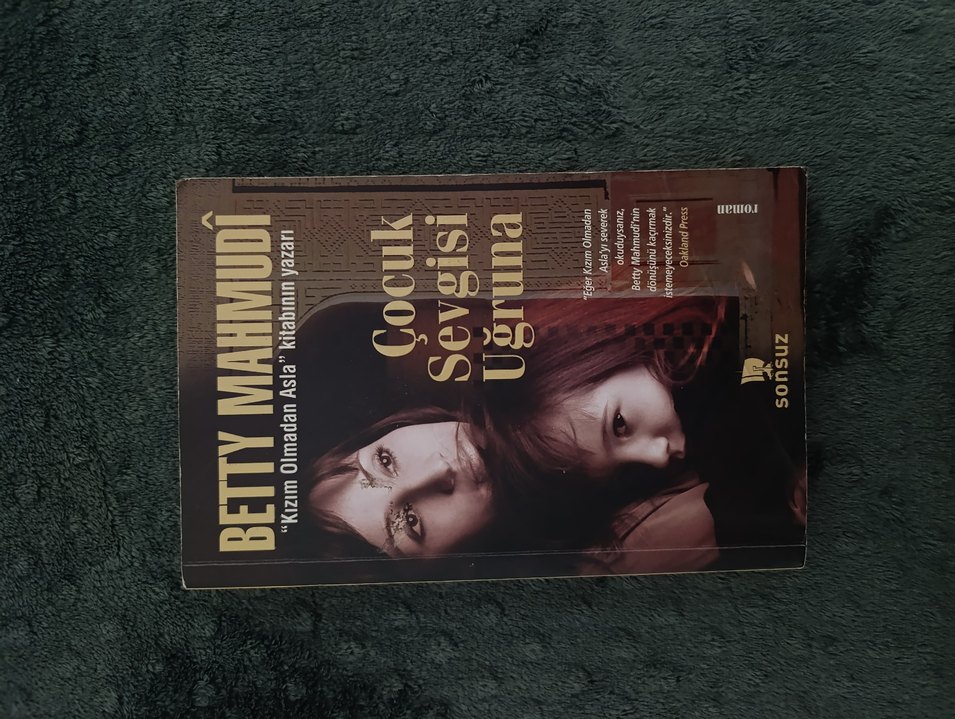 BETTY MAHMUDÎ
"Kızım Olmadan Asla" kitabının yazarı
Çocuk
Sevgisi
Uğruna
"Eğer Kızım Olmadan
Asla'yı severek
okuduysanız,
Betty Mahmudî'nin
dönüşünü kaçırmak
istemeyeceksinizdir."
Oakland Press
roman
sonsuz